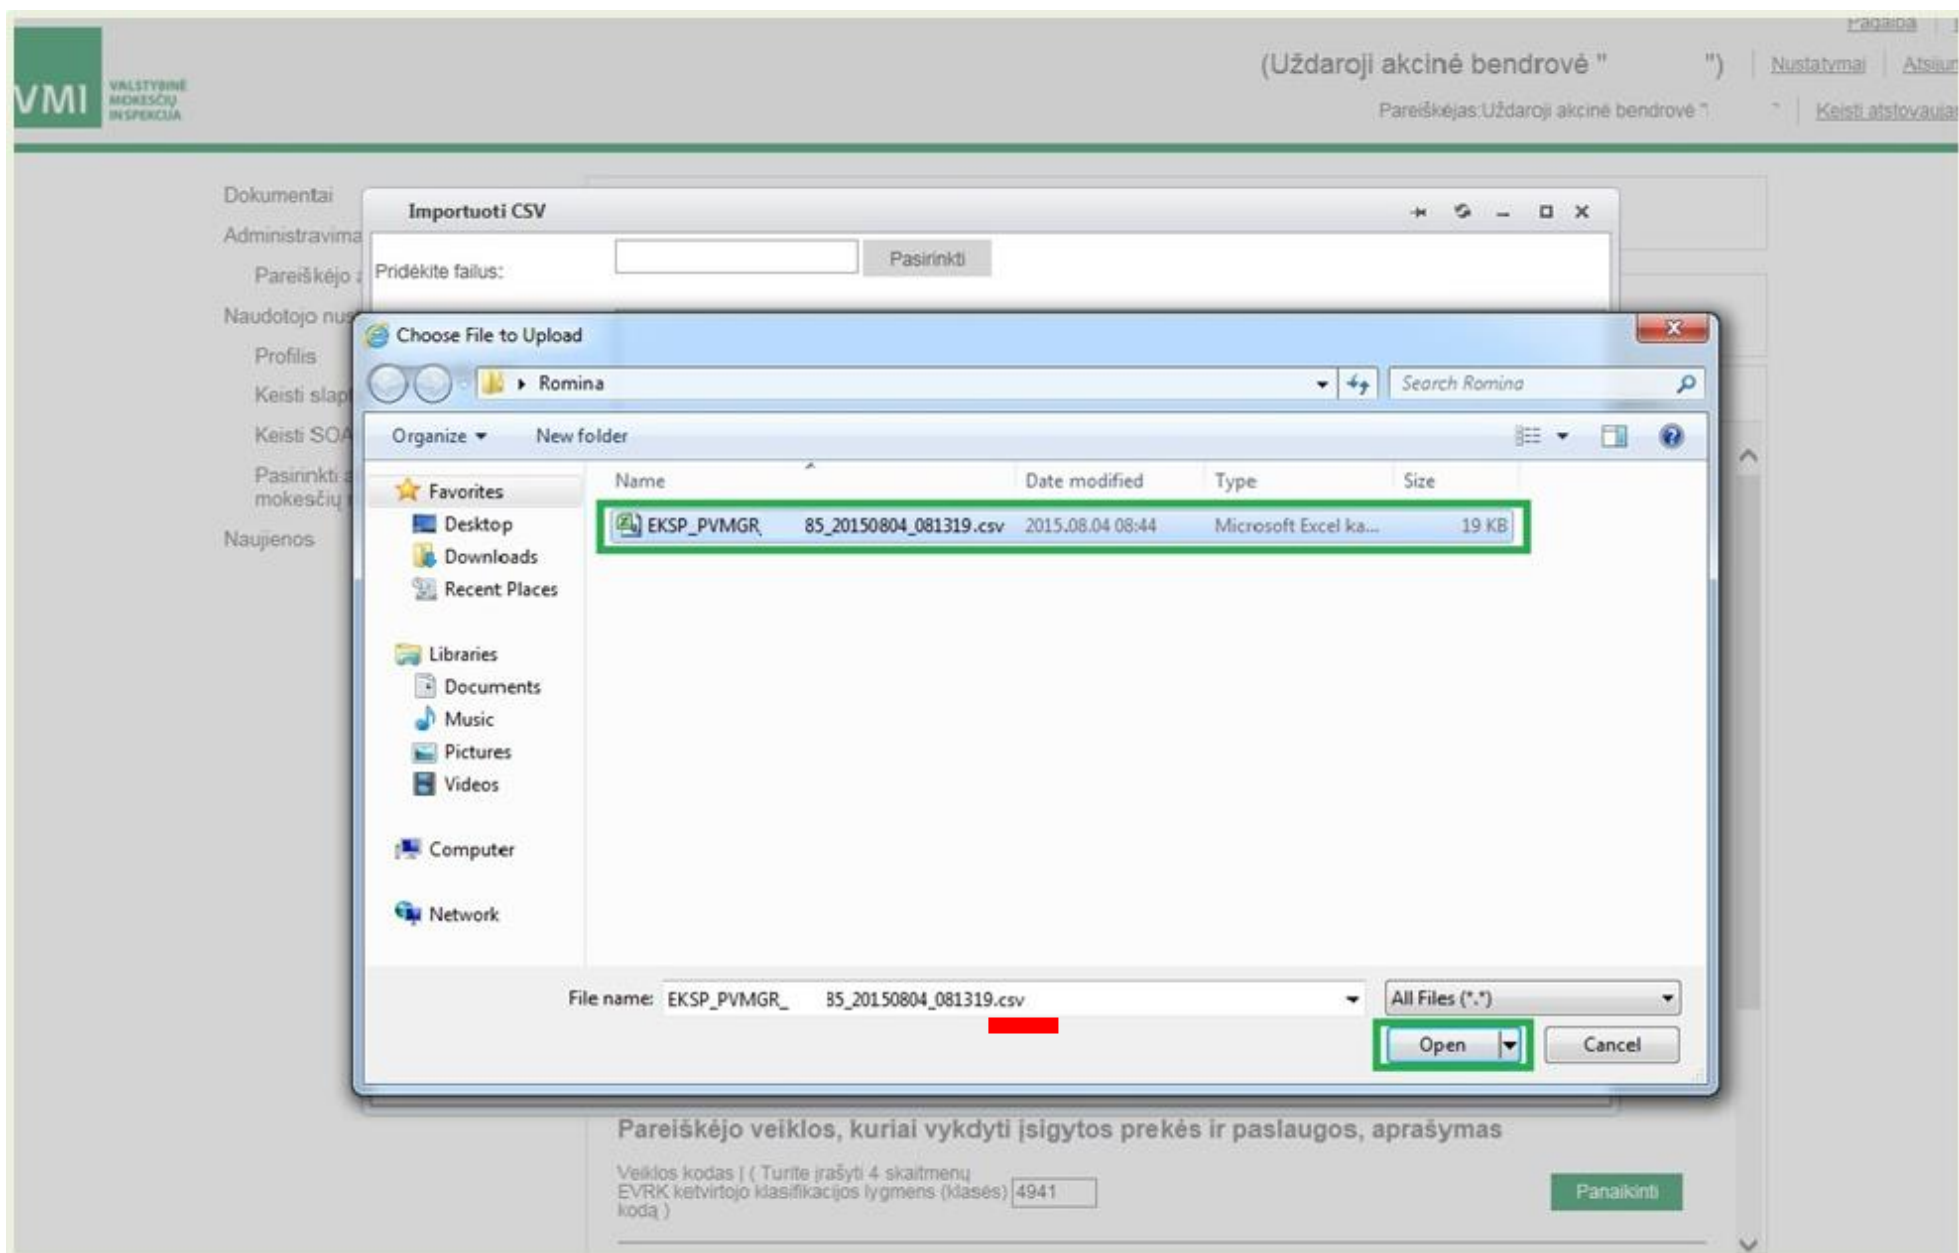 Pagalba
(Uždaroji akcinė bendrovė " ")
Nustatymai
VMI
VALSTYBINĖ
MOKESČIŲ
INSPEKCIJA
Pareiškėjas:Uždaroji akcinė bendrovė "
Keisti
Dokumentai
Importuoti CSV
Pareiškėjo
Pridėkite failus:
Pasirinkti
Naudotojo
Choose File to Upload
Profilis
Romina
Search Romina
Keisti
Organize
New folder
Keisti
Pasirinkti
mokesčių
Naujienos
Name
Date modified
Type
Size
EKSP_PVMGR_ 85_20150804_081319.csv
2015.08.04 08:44
Microsoft Excel ka...
19 KB
Favorites
Desktop
Downloads
Recent Places
Libraries
Documents
Music
Pictures
Videos
Computer
Network
File name:
EKSP_PVMGR_ 85_20150804_081319.csv
All Files (*.*)
Open
Cancel
Pareiškėjo veiklos, kuriai vykdyti įsigytos prekės ir paslaugos, aprašymas
Veiklos kodas | ( Turite įrašyti 4 skaitmenų
EVRK ketvirtojo klasifikacijos lygmens (klasės)
kodą )
4941
Panaikinti